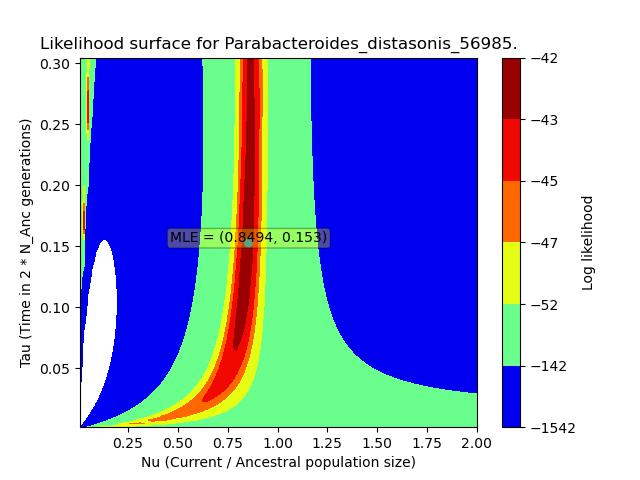 Likelihood surface for Parabacteroides_distasonis_56985.
0.30
0.25
0.20
0.15
0.10
0.05
Tau (Time in 2 * N_Anc generations)
MLE = (0.8494, 0.153)
0.25 0.50 0.75 1.00 1.25 1.50 1.75 2.00
Nu (Current / Ancestral population size)
−42
−43
−45
−47
−52
−142
−1542
Log likelihood